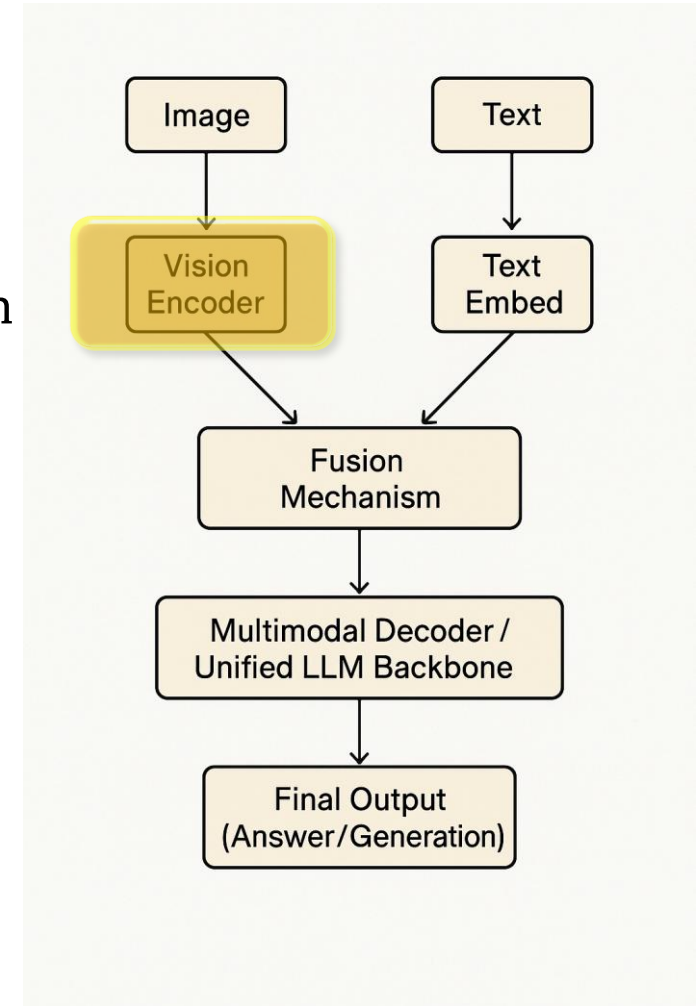 Image
Text
Vision
Encoder
Text
Embed
Fusion
Mechanism
Multimodal Decoder /
Unified LLM Backbone
Final Output
(Answer/Generation)